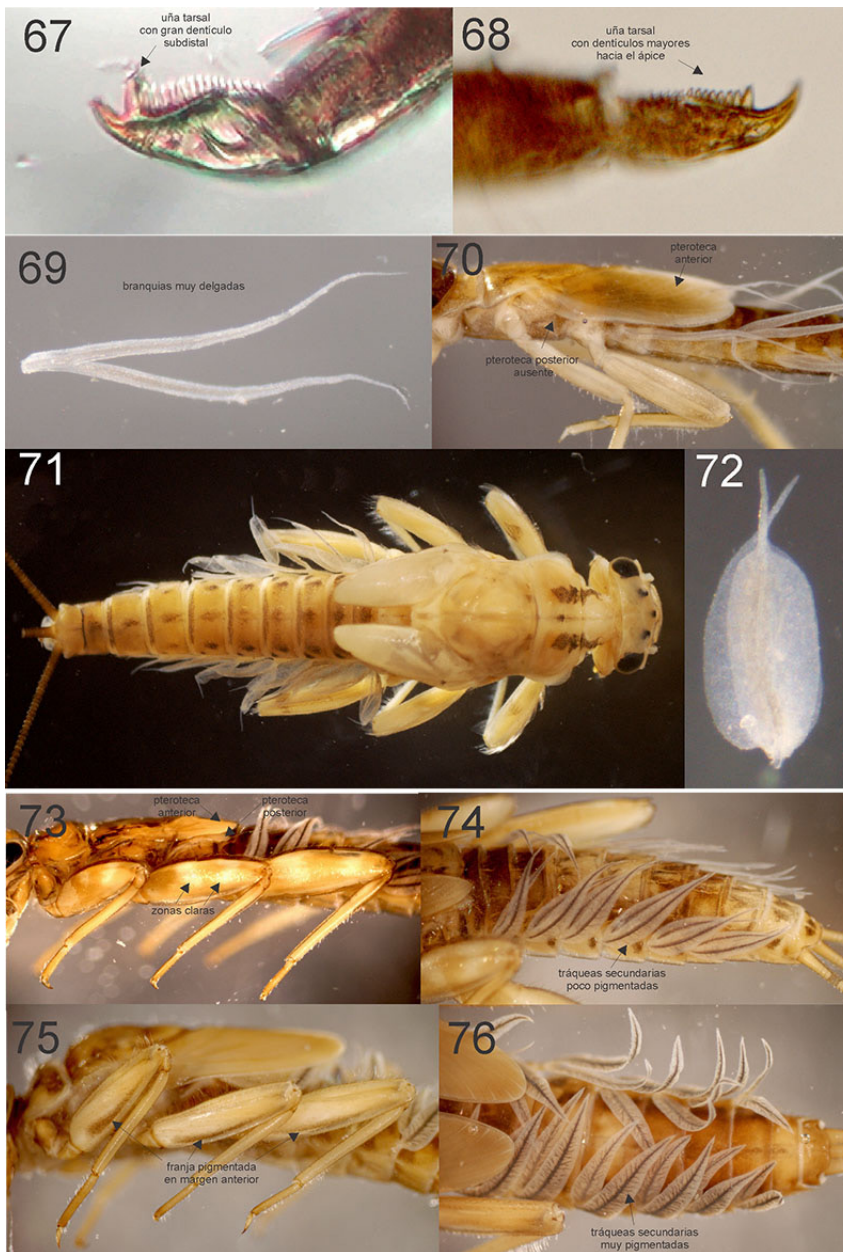 67
uña tarsal
con gran dentículo
subdistal
68
uña tarsal
con dentículos mayores
hacia el ápice
69
branquias muy delgadas
70
pteroteca
anterior
pteroteca posterior
ausente
71
72
73
pteroteca
anterior
pteroteca
posterior
zonas claras
74
tráqueas secundarias
poco pigmentadas
75
franja pigmentada
en márgen anterior
76
tráqueas secundarias
muy pigmentadas